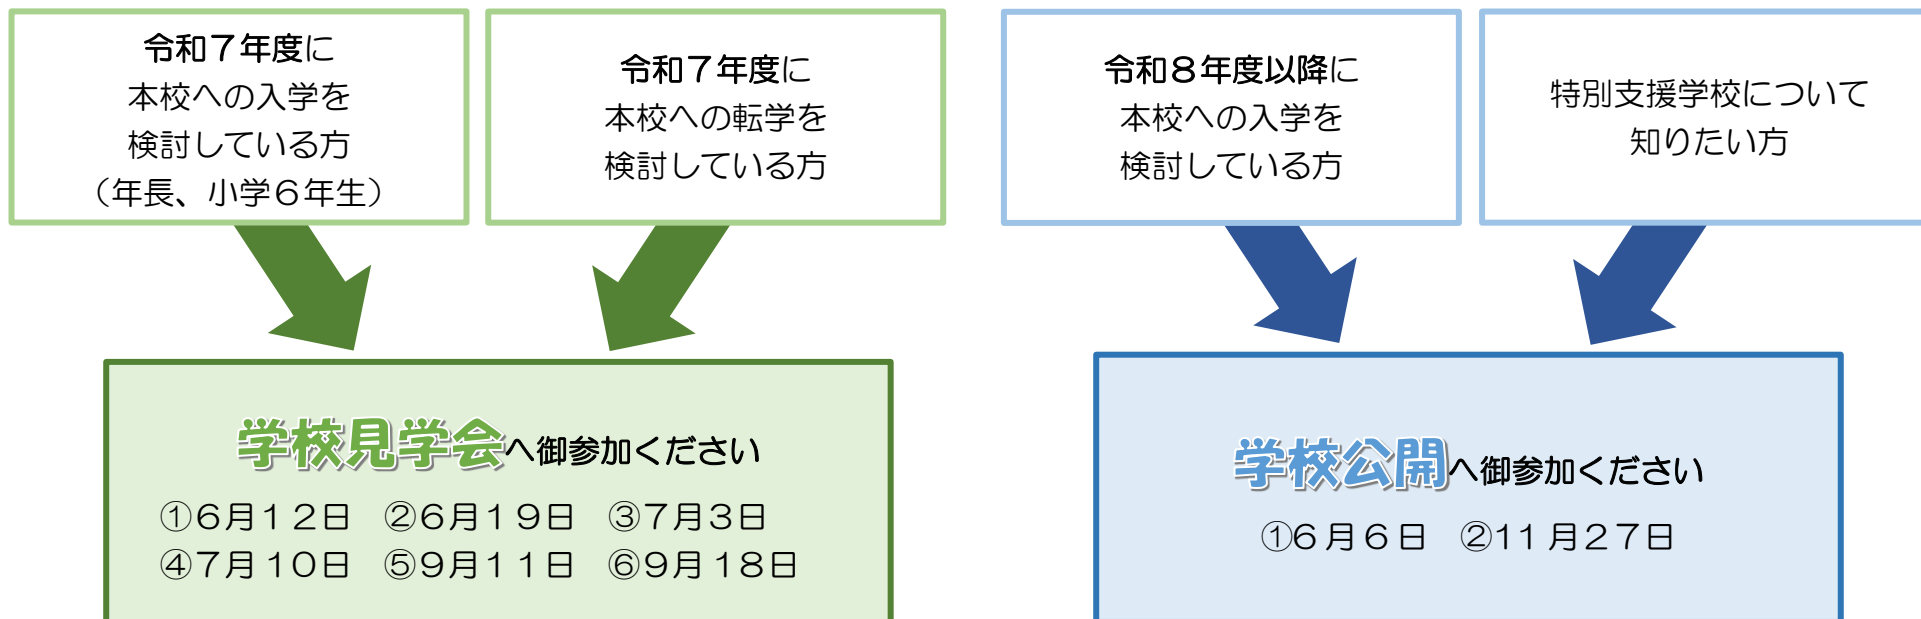 令和７年度に
本校への入学を
検討している方
（年長、小学６年生）
令和７年度に
本校への転学を
検討している方
令和８年度以降に
本校への入学を
検討している方
特別支援学校について
知りたい方
学校見学会へ御参加ください
①６月１２日　②６月１９日　③７月３日
④７月１０日　⑤９月１１日　⑥９月１８日
学校公開へ御参加ください
①６月６日　②１１月２７日